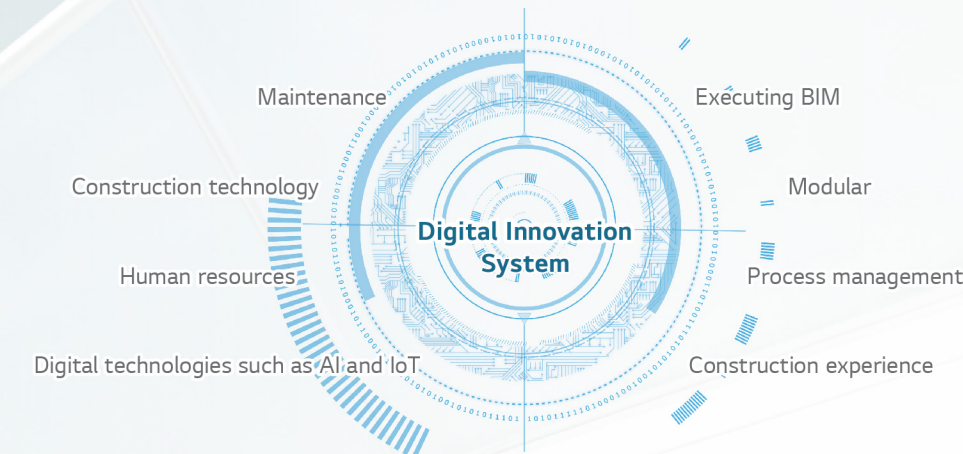 Maintenance
Executing BIM
Construction technology
Modular
Digital Innovation
System
Human resources
Process management
Digital technologies such as AI and IoT
Construction experience